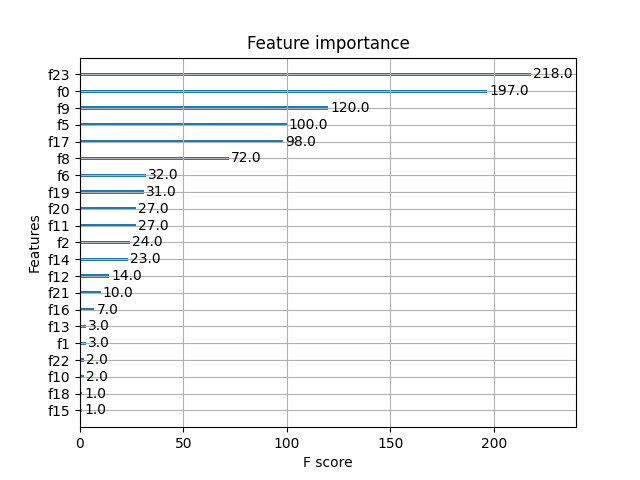 Feature importance
f23 218.0
f0 197.0
f9 120.0
f5 100.0
f17 98.0
f8 72.0
f6 32.0
f19 31.0
f20 27.0
f11 27.0
f2 24.0
f14 23.0
f12 14.0
f21 10.0
f16 7.0
f13 3.0
f1 3.0
f22 2.0
f10 2.0
f18 1.0
f15 1.0
Features
0 50 100 150 200
F score